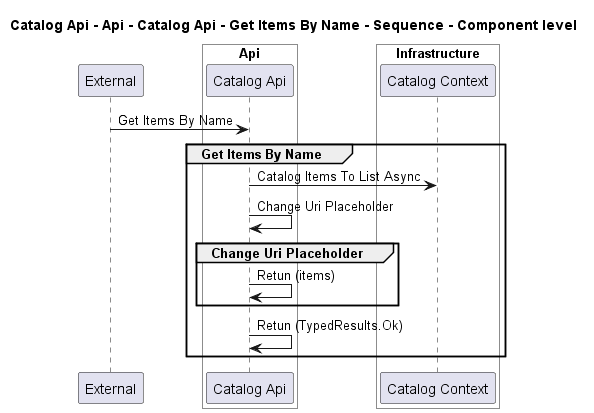 Catalog Api - Api - Catalog Api - Get Items By Name - Sequence - Component level
Api
Infrastructure
External
Catalog Api
Catalog Context
Get Items By Name
Get Items By Name
Catalog Items To List Async
Change Uri Placeholder
Change Uri Placeholder
Retun (items)
Retun (TypedResults.Ok)
External
Catalog Api
Catalog Context